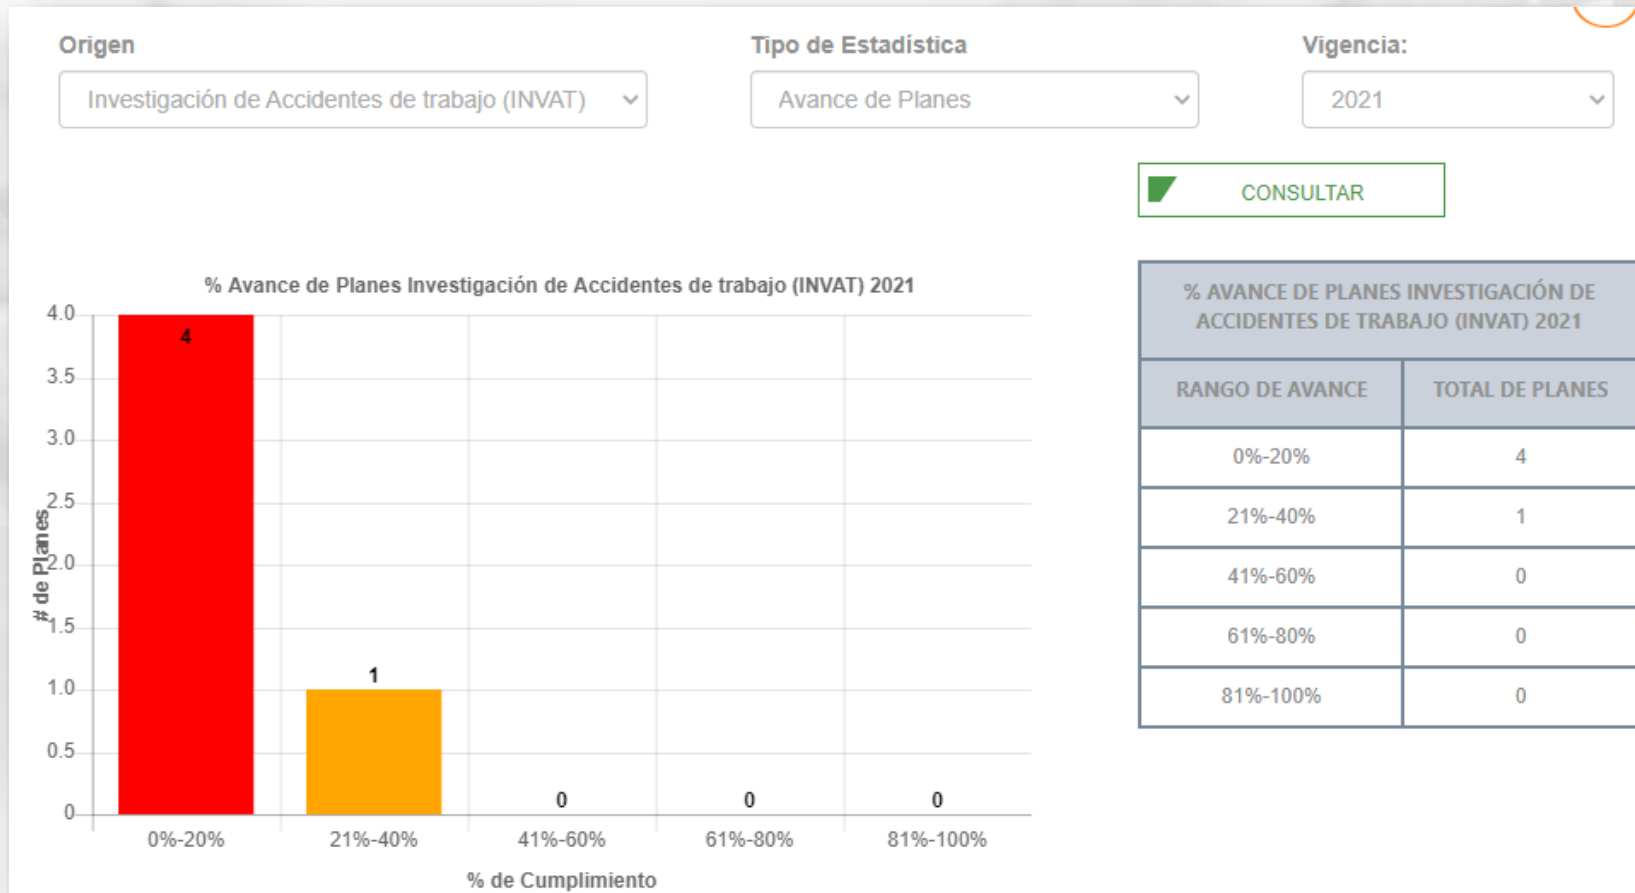 Origen
Tipo de Estadística
Vigencia:
Investigación de Accidentes de trabajo (INVAT)
Avance de Planes
2021
CONSULTAR
% Avance de Planes Investigación de Accidentes de trabajo (INVAT) 2021
# de Planes
4.0
3.5
3.0
2.5
2.0
1.5
1.0
0.5
0
4
1
0
0
0
0%-20%
21%-40%
41%-60%
61%-80%
81%-100%
% de Cumplimiento
% AVANCE DE PLANES INVESTIGACIÓN DE
ACCIDENTES DE TRABAJO (INVAT) 2021
RANGO DE AVANCE TOTAL DE PLANES
0%-20% 4
21%-40% 1
41%-60% 0
61%-80% 0
81%-100% 0